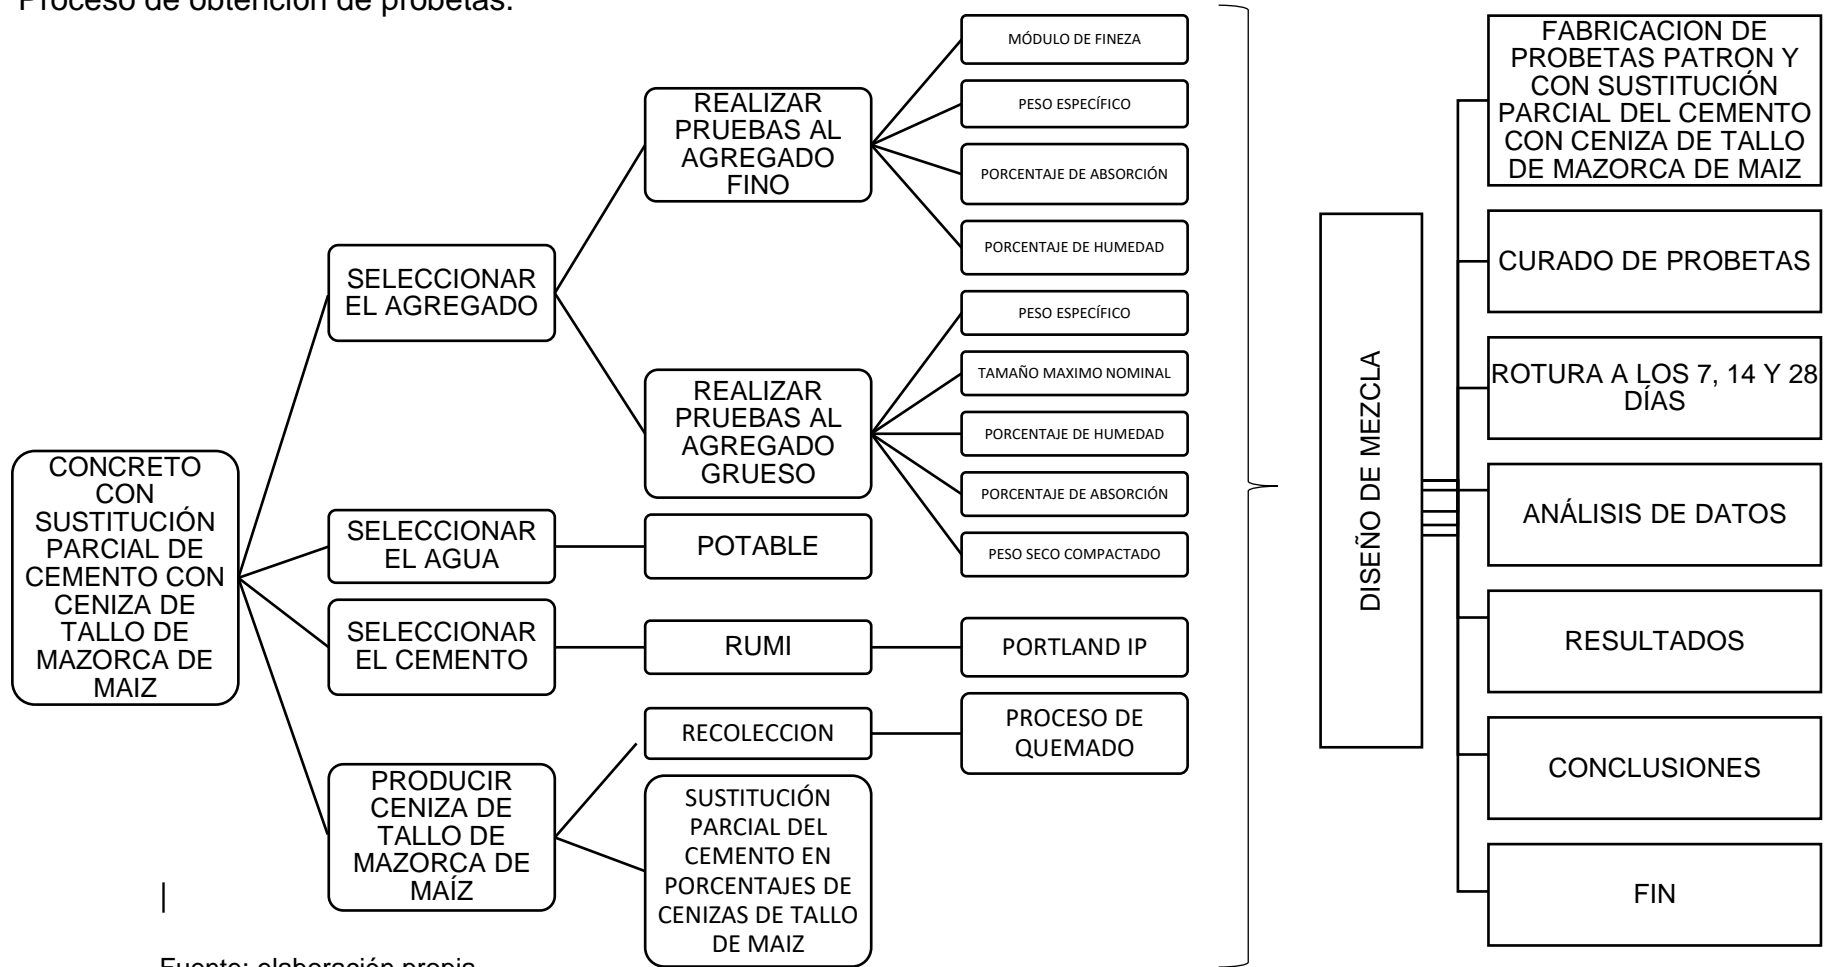 Proceso de obtención de probetas.
CONCRETO
CON
SUSTITUCIÓN
PARCIAL DE
CEMENTO CON
CENIZA DE
TALLO DE
MAZORCA DE
MAIZ
SELECCIONAR
EL AGREGADO
REALIZAR
PRUEBAS AL
AGREGADO
FINO
MÓDULO DE FINEZA
PESO ESPECÍFICO
PORCENTAJE DE ABSORCIÓN
PORCENTAJE DE HUMEDAD
REALIZAR
PRUEBAS AL
AGREGADO
GRUESO
PESO ESPECÍFICO
TAMAÑO MAXIMO NOMINAL
PORCENTAJE DE HUMEDAD
PORCENTAJE DE ABSORCIÓN
PESO SECO COMPACTADO
SELECCIONAR
EL AGUA
POTABLE
SELECCIONAR
EL CEMENTO
RUMI
PORTLAND IP
PRODUCIR
CENIZA DE
TALLO DE
MAZORCA DE
MAÍZ
RECOLECCION
PROCESO DE
QUEMADO
SUSTITUCIÓN
PARCIAL DEL
CEMENTO EN
PORCENTAJES DE
CENIZAS DE TALLO
DE MAIZ
DISEÑO DE MEZCLA
FABRICACION DE
PROBETAS PATRON Y
CON SUSTITUCIÓN
PARCIAL DEL CEMENTO
CON CENIZA DE TALLO
DE MAZORCA DE MAIZ
CURADO DE PROBETAS
ROTURA A LOS 7, 14 Y 28
DÍAS
ANÁLISIS DE DATOS
RESULTADOS
CONCLUSIONES
FIN
|
Fuente: elaboración propia